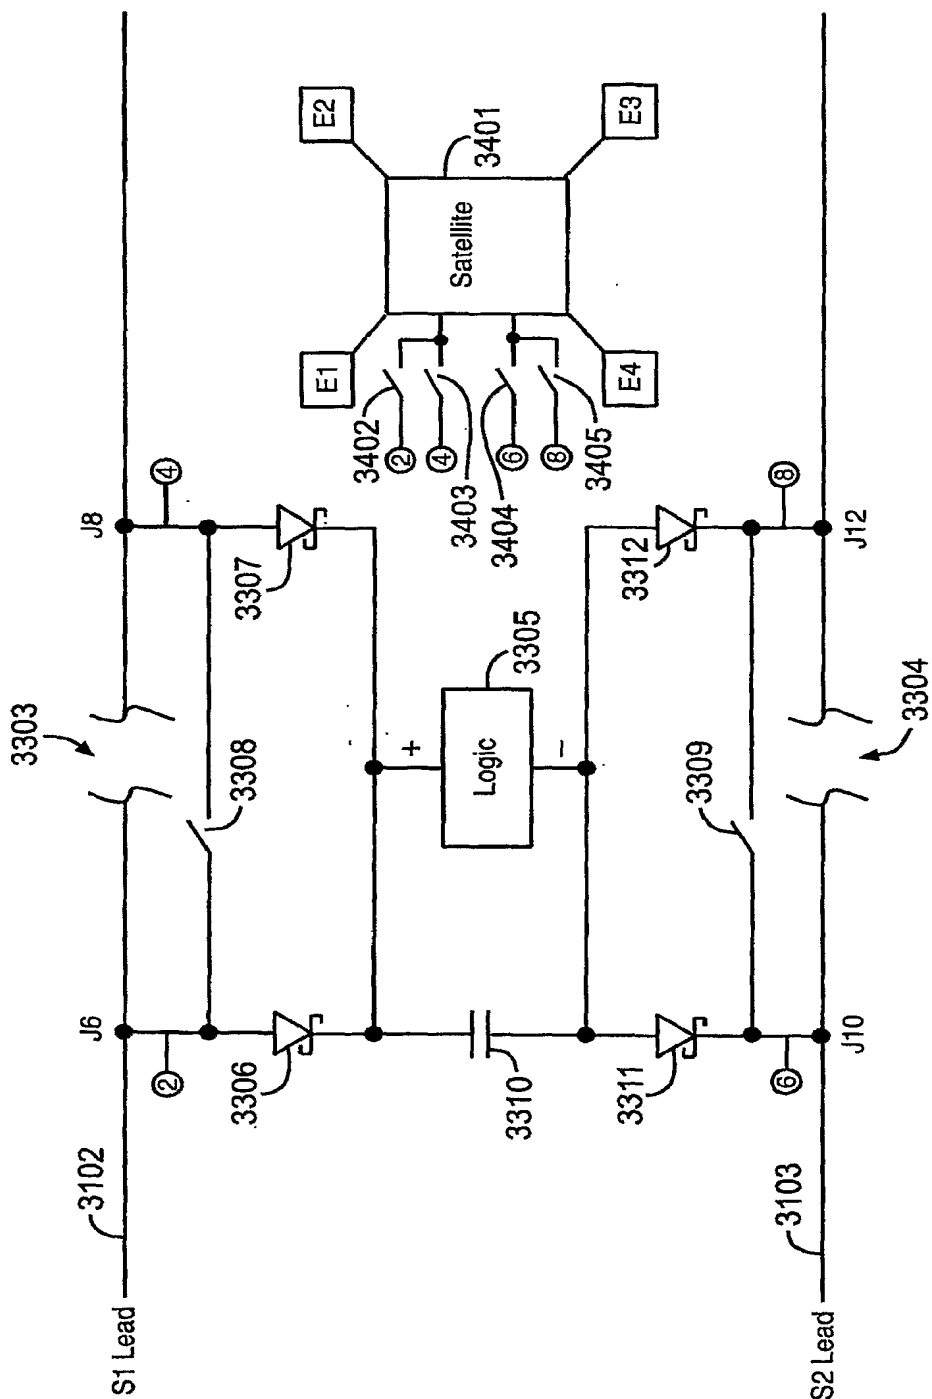 S1 Lead
3102
J6
②
3303
3308
J8
④
3306
3307
3310
+
Logic
−
3305
3311
3312
3309
⑥
J10
⑧
J12
S2 Lead
3103
3304
E1
E2
E3
E4
Satellite
3401
3402
②
3403
④
3404
⑥
3405
⑧